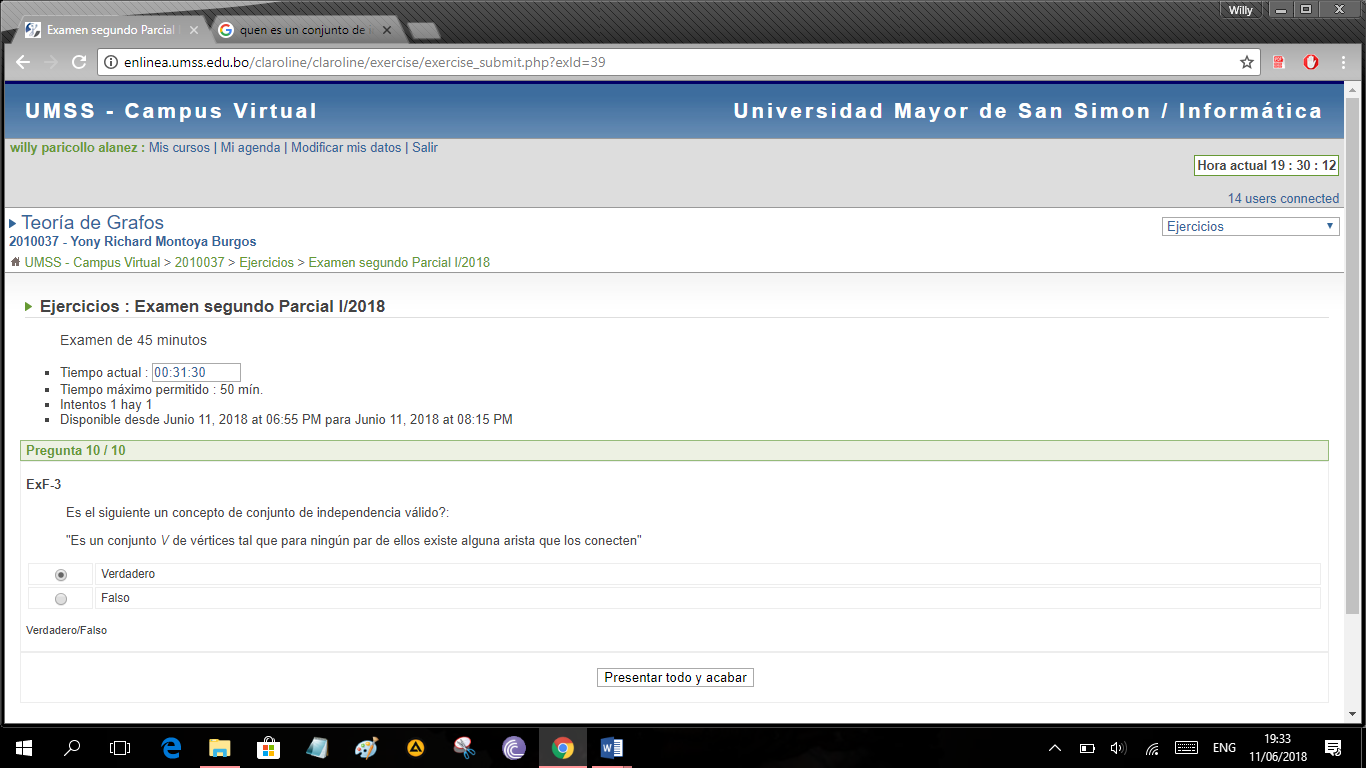 Willy
Examen segundo Parcial
quen es un conjunto de
enlinea.umss.edu.bo/claroline/claroline/exercise/exercise_submit.php?exId=39
UMSS - Campus Virtual
Universidad Mayor de San Simon / Informática
willy paricollo alanez : Mis cursos | Mi agenda | Modificar mis datos | Salir
Hora actual 19 : 30 : 12
14 users connected
Teoría de Grafos
Ejercicios
2010037 - Yony Richard Montoya Burgos
UMSS - Campus Virtual > 2010037 > Ejercicios > Examen segundo Parcial I/2018
Ejercicios : Examen segundo Parcial I/2018
Examen de 45 minutos
Tiempo actual : 00:31:30
Tiempo máximo permitido : 50 mín.
Intentos 1 hay 1
Disponible desde Junio 11, 2018 at 06:55 PM para Junio 11, 2018 at 08:15 PM
Pregunta 10 / 10
ExF-3
Es el siguiente un concepto de conjunto de independencia válido?:
"Es un conjunto V de vértices tal que para ningún par de ellos existe alguna arista que los conecten"
Verdadero
Falso
Verdadero/Falso
Presentar todo y acabar
ENG
19:33
11/06/2018